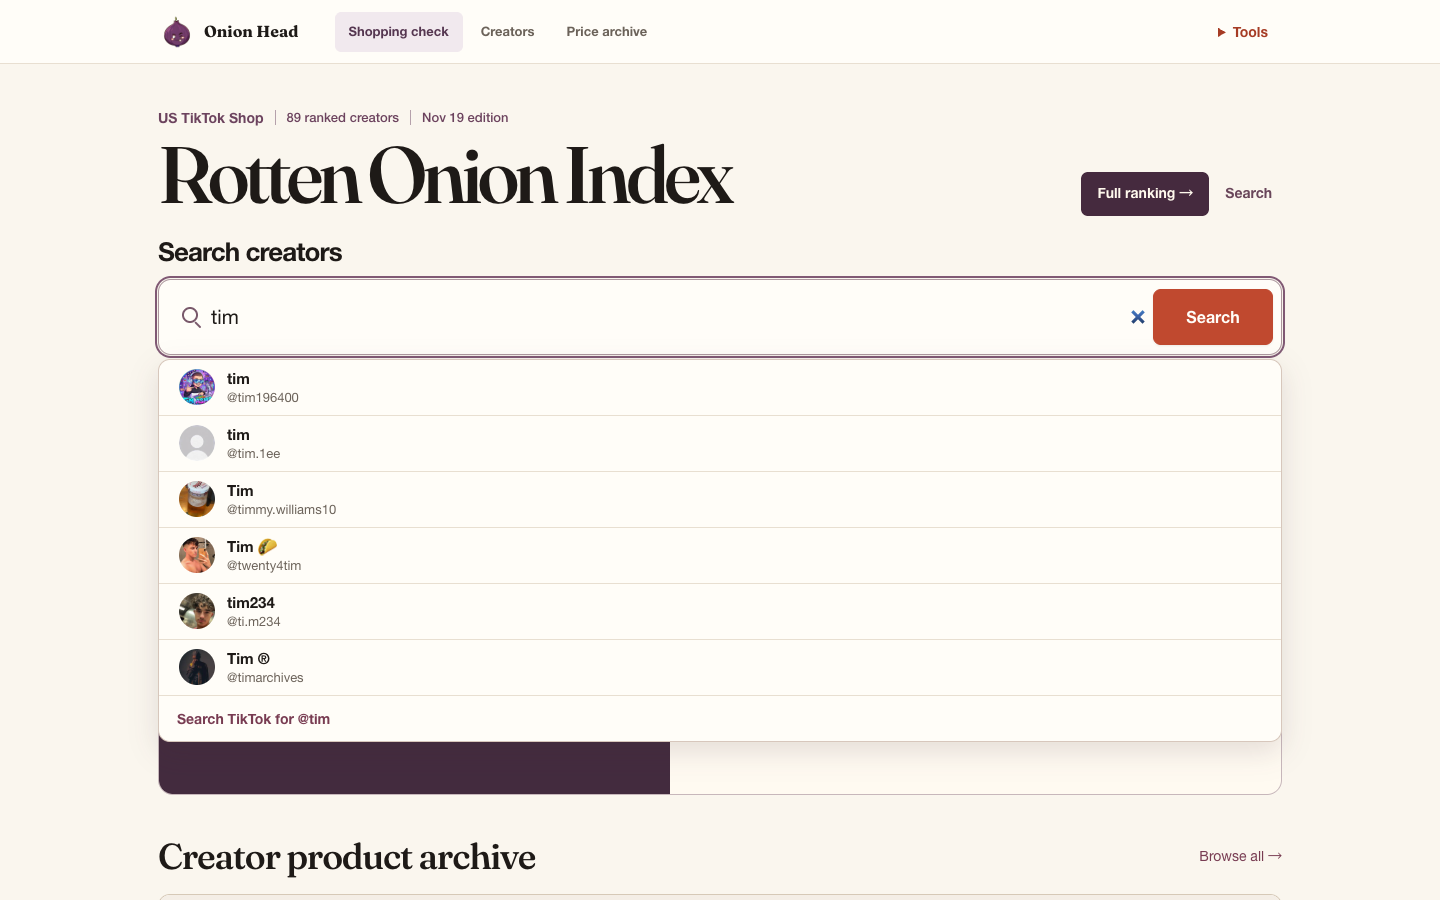 Onion Head
Shopping check
Creators
Price archive
Tools
US TikTok Shop
89 ranked creators
Nov 19 edition
Rotten Onion Index
Full ranking →
Search
Search creators
tim
Search
tim
@tim196400
tim
@tim.1ee
Tim
@timmy.williams10
Tim 🌮
@twenty4tim
tim234
@ti.m234
Tim ®
@timarchives
Search TikTok for @tim
Creator product archive
Browse all →